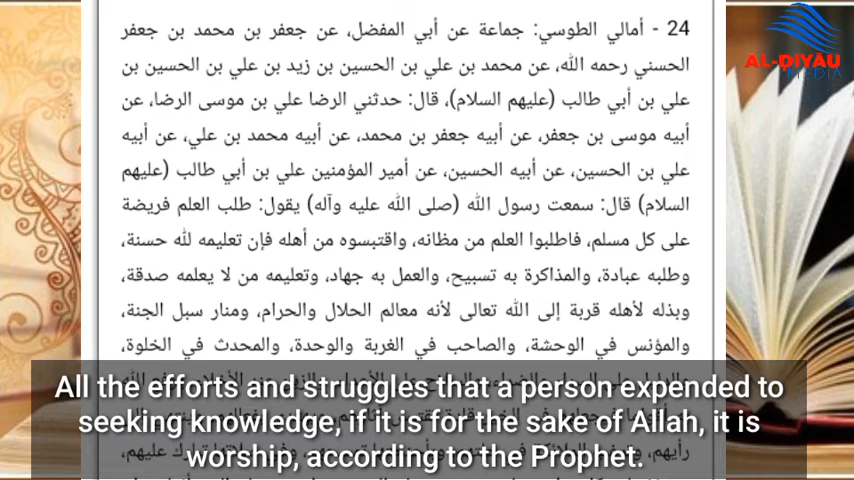 24 - أمالي الطوسي: جماعة عن أبي المفضل، عن جعفر بن محمد بن جعفر
الحسني رحمه الله، عن محمد بن علي بن الحسين بن زيد بن علي بن الحسين بن
علي بن أبي طالب (عليهم السلام)، قال: حدثني الرضا علي بن موسى الرضا، عن
أبيه موسى بن جعفر، عن أبيه جعفر بن محمد، عن أبيه محمد بن علي، عن أبيه
علي بن الحسين، عن أبيه الحسين، عن أمير المؤمنين علي بن أبي طالب (عليهم
السلام) قال: سمعت رسول الله (صلى الله عليه وآله) يقول: طلب العلم فريضة
على كل مسلم، فاطلبوا العلم من مظانه، واقتبسوه من أهله فإن تعليمه لله حسنة،
وطلبه عبادة، والمذاكرة به تسبيح، والعمل به جهاد، وتعليمه من لا يعلمه صدقة،
وبذله لأهله قربة إلى الله تعالى لأنه معالم الحلال والحرام، ومنار سبل الجنة،
والمؤنس في الوحشة، والصاحب في الغربة والوحدة، والمحدث في الخلوة،
AL-ḌIYĀU
MEDIA
All the efforts and struggles that a person expended to
seeking knowledge, if it is for the sake of Allah, it is
worship, according to the Prophet.